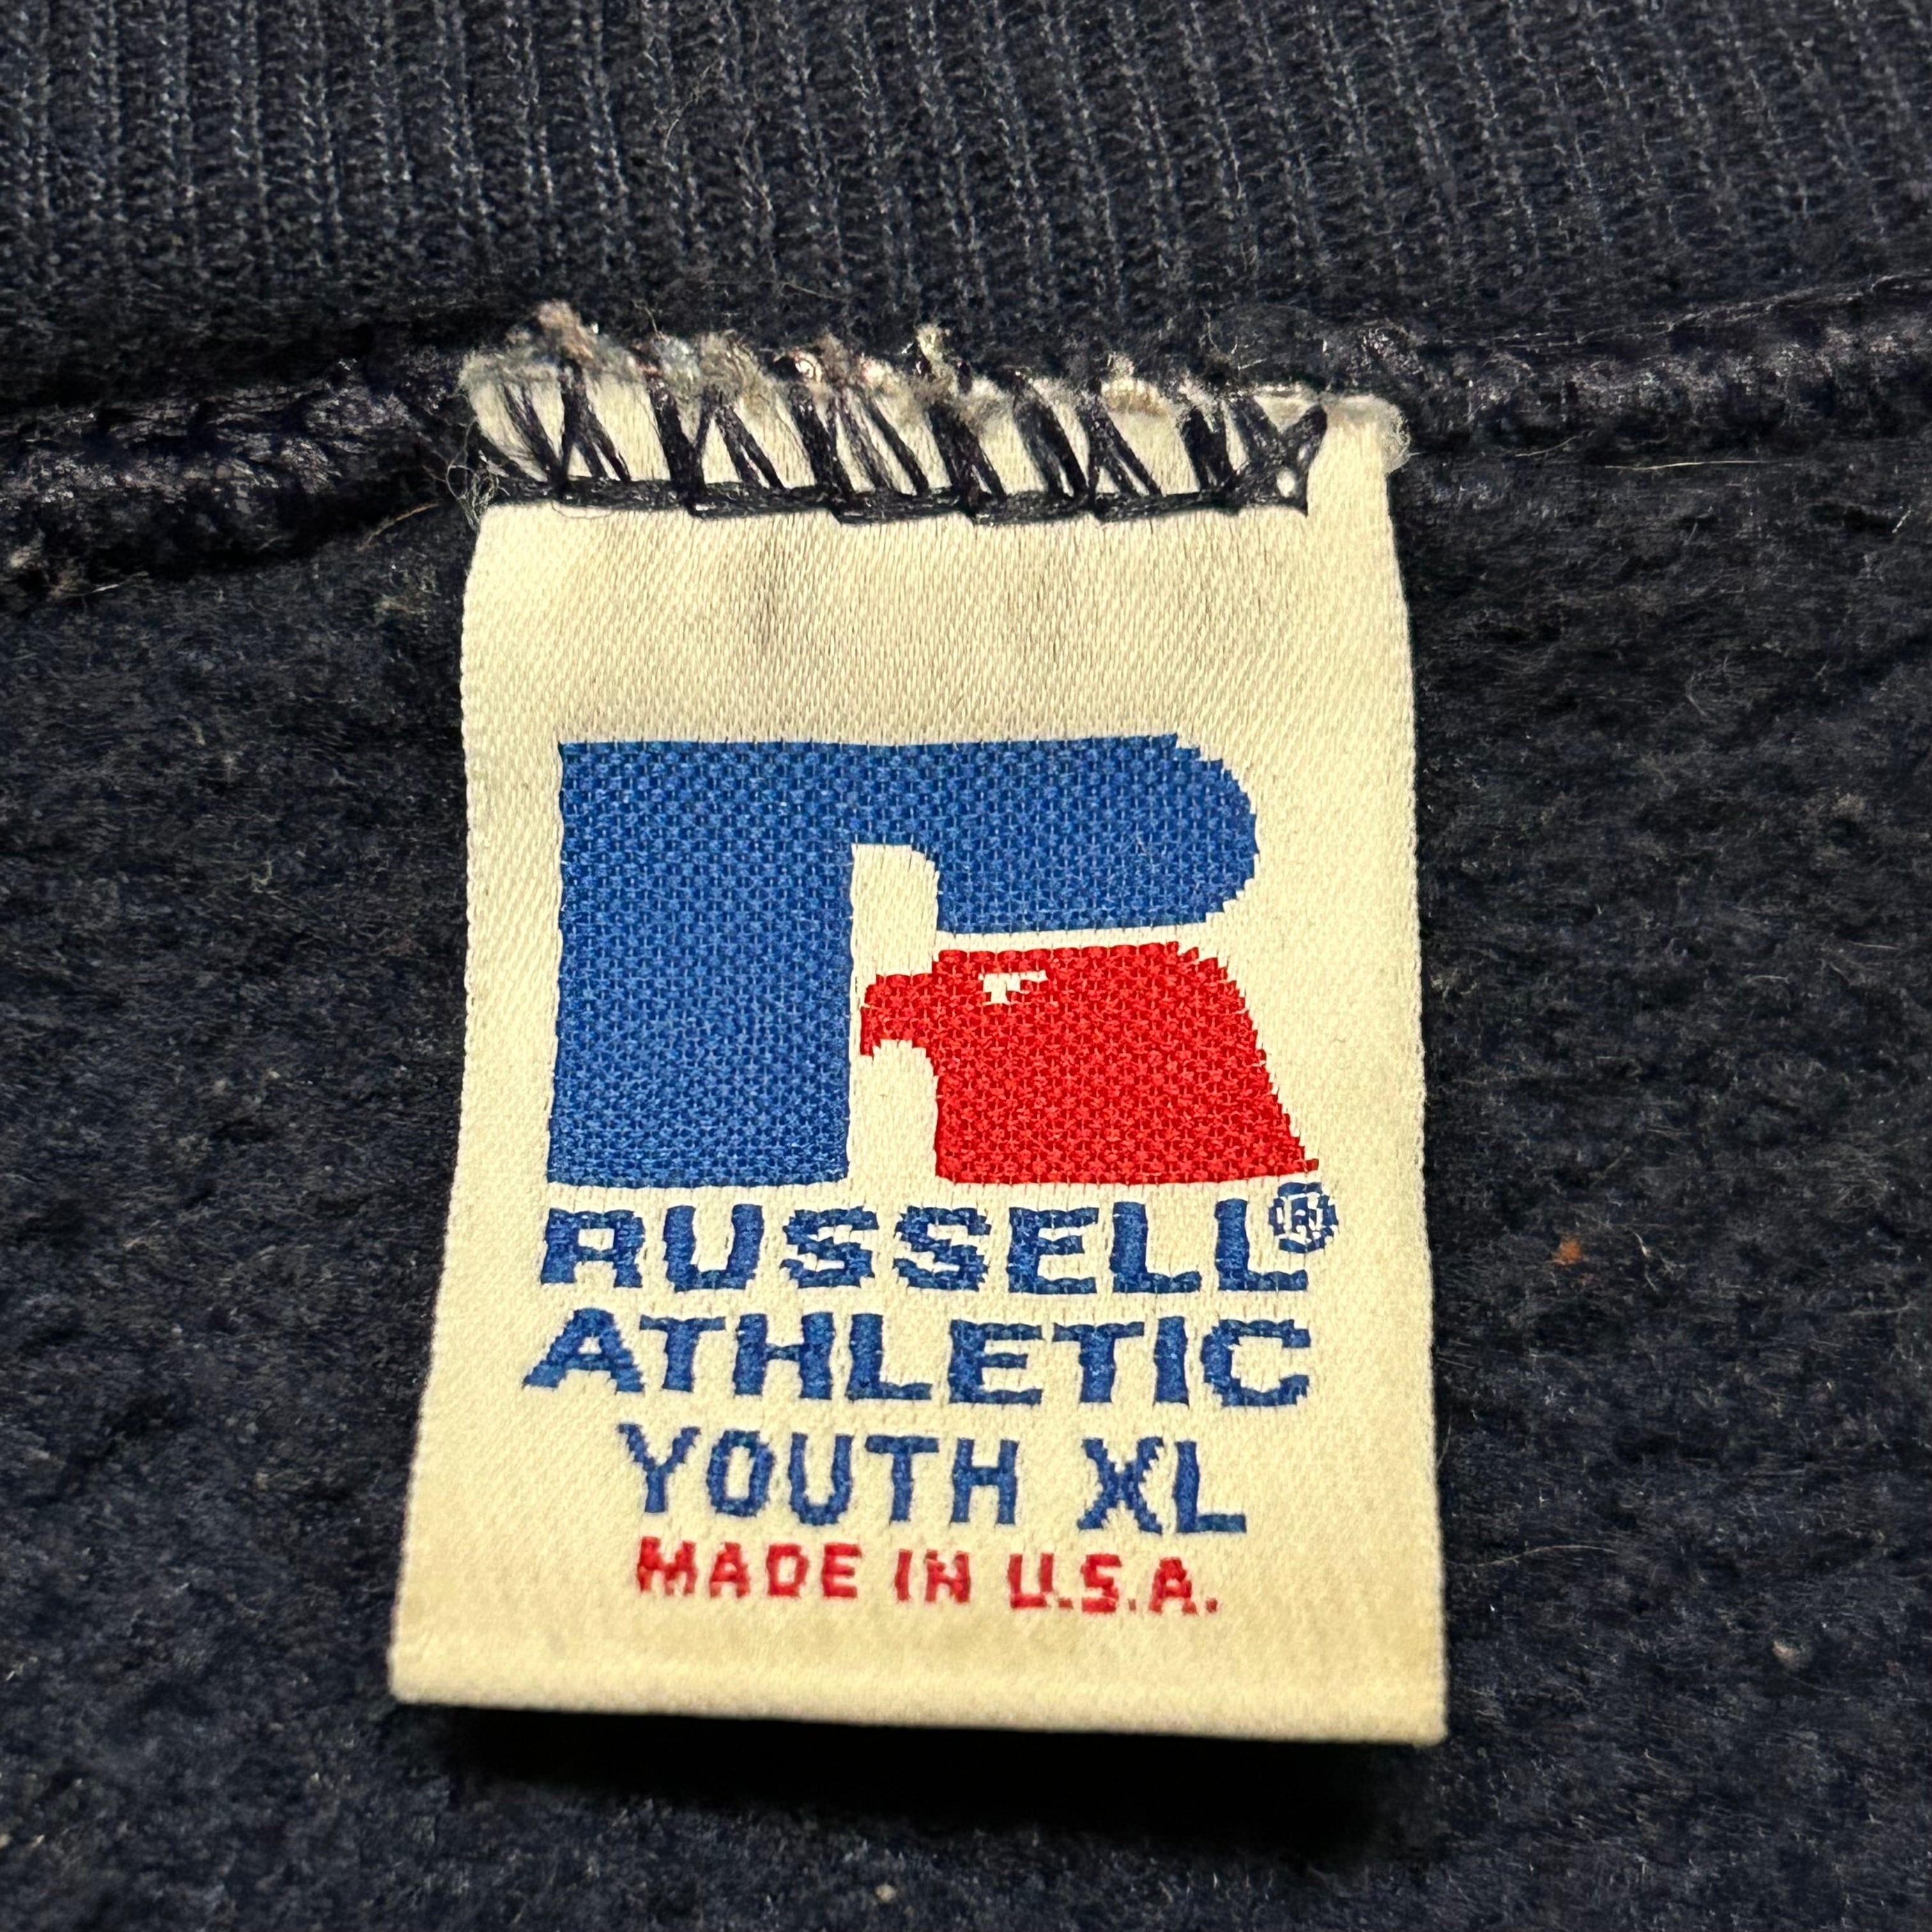 RUSSELL®
ATHLETIC
YOUTH XL
MADE IN U.S.A.